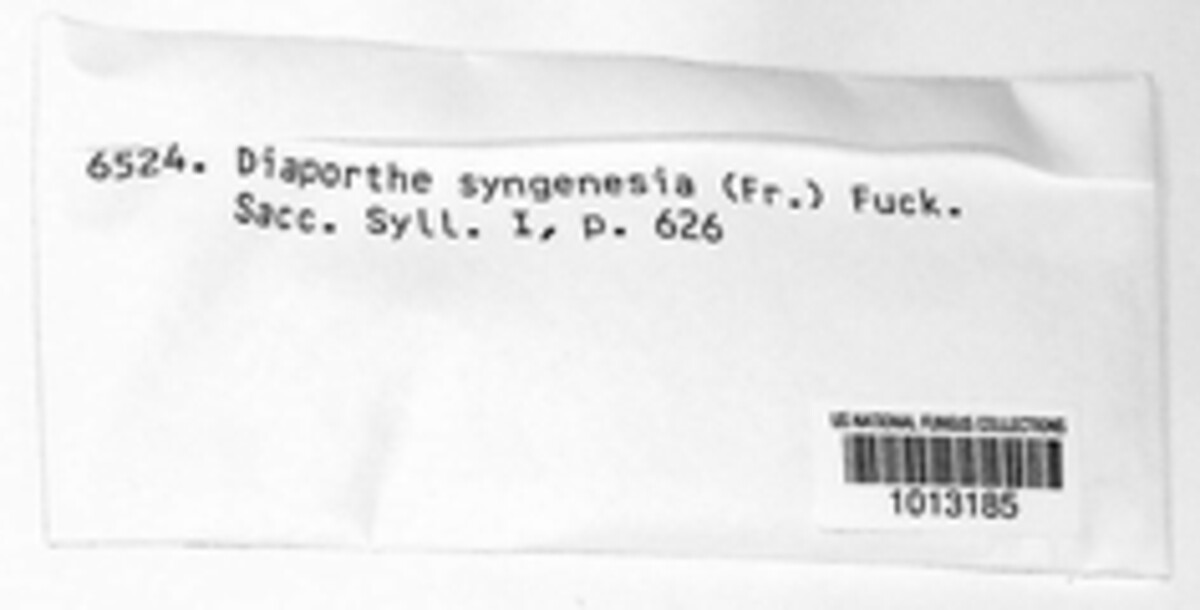 6524. Diaporthe syngenesia (Fr.) Fuck.
Sacc. Syll. I, p. 626
US NATIONAL FUNGUS COLLECTIONS
1013185